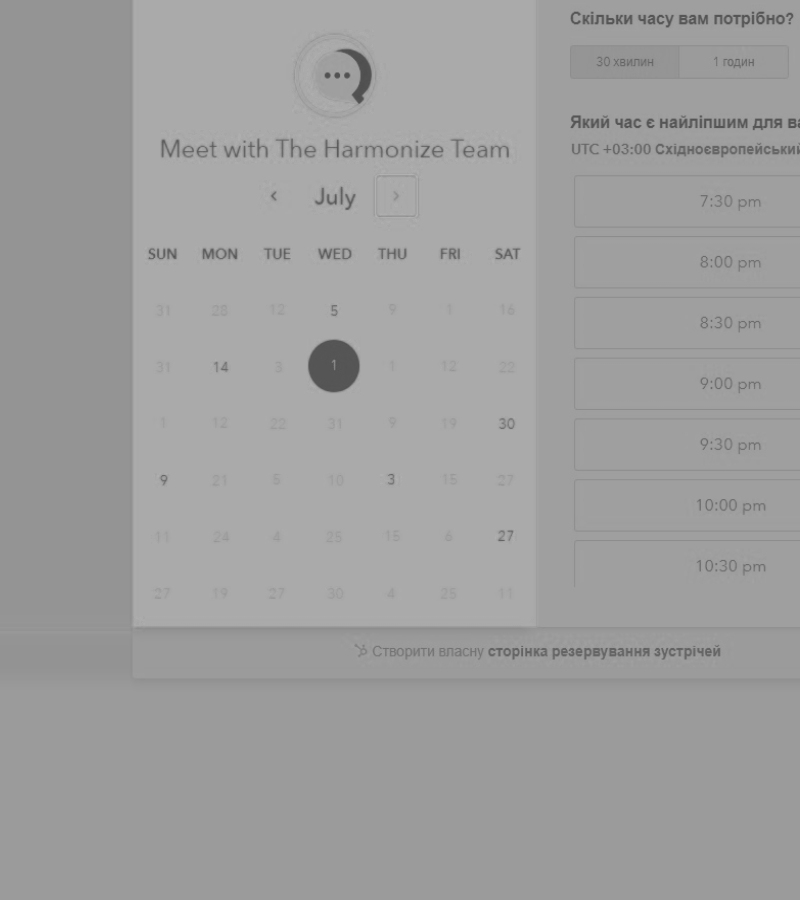 Meet with The Harmonize Team
July
SUN MON TUE WED THU FRI SAT
31 28 12 5 9 1 16
31 14 3 1 1 12 22
1 12 22 31 9 19 30
9 21 5 10 3 15 27
11 24 4 25 15 6 27
27 19 27 30 4 25 11
Скільки часу вам потрібно?
30 хвилин 1 годин
Який час є найліпшим для ва
UTC +03:00 Східноєвропейський
7:30 pm
8:00 pm
8:30 pm
9:00 pm
9:30 pm
10:00 pm
10:30 pm
Створити власну сторінка резервування зустрічей